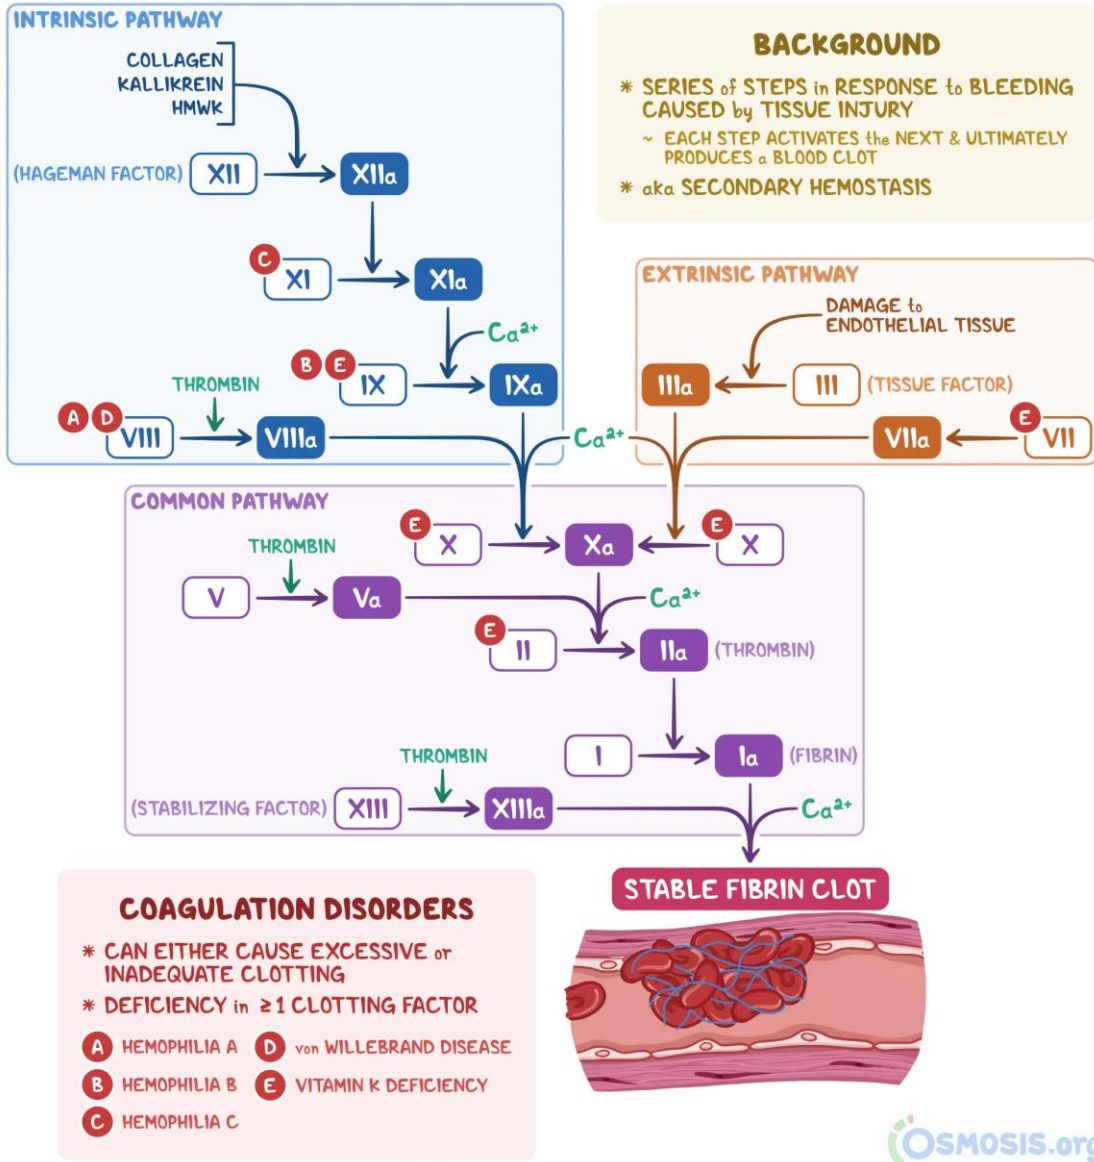 INTRINSIC PATHWAY
COLLAGEN
KALLIKREIN
HMWK
(HAGEMAN FACTOR) XII XIIa
C XI XIa
Ca²⁺
B E IX IXa
THROMBIN
A D VIII VIIIa
Ca²⁺
BACKGROUND
* SERIES of STEPS in RESPONSE to BLEEDING
CAUSED by TISSUE INJURY
~ EACH STEP ACTIVATES the NEXT & ULTIMATELY
PRODUCES a BLOOD CLOT
* aka SECONDARY HEMOSTASIS
EXTRINSIC PATHWAY
DAMAGE to
ENDOTHELIAL TISSUE
IIIa III (TISSUE FACTOR)
VIIa E VII
COMMON PATHWAY
E X Xa E X
THROMBIN
V Va Ca²⁺
E II IIa (THROMBIN)
I Ia (FIBRIN)
THROMBIN
(STABILIZING FACTOR) XIII XIIIa Ca²⁺
STABLE FIBRIN CLOT
COAGULATION DISORDERS
* CAN EITHER CAUSE EXCESSIVE or
INADEQUATE CLOTTING
* DEFICIENCY in ≥1 CLOTTING FACTOR
A HEMOPHILIA A D von WILLEBRAND DISEASE
B HEMOPHILIA B E VITAMIN K DEFICIENCY
C HEMOPHILIA C
OSMOSIS.org